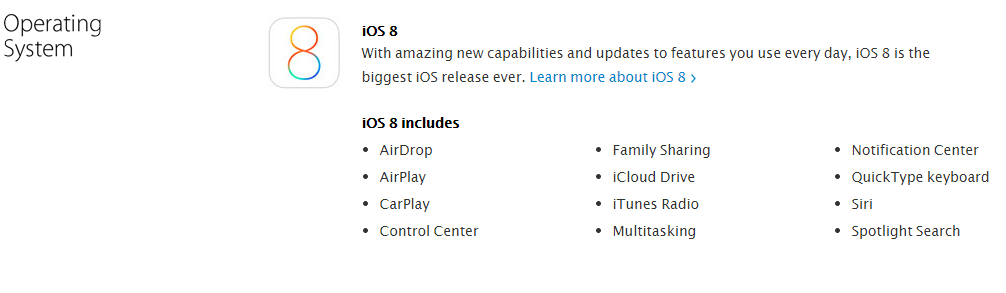 Operating
System
8
iOS 8
With amazing new capabilities and updates to features you use every day, iOS 8 is the
biggest iOS release ever. Learn more about iOS 8 ›
iOS 8 includes
• AirDrop
• AirPlay
• CarPlay
• Control Center
• Family Sharing
• iCloud Drive
• iTunes Radio
• Multitasking
• Notification Center
• QuickType keyboard
• Siri
• Spotlight Search